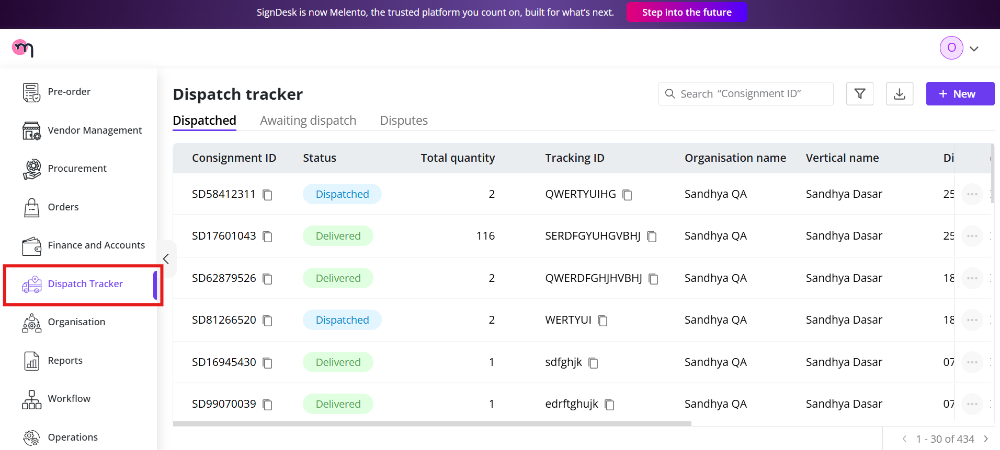 SignDesk is now Melento, the trusted platform you count on, built for what’s next. Step into the future
m
O
Pre-order
Vendor Management
Procurement
Orders
Finance and Accounts
Dispatch Tracker
Organisation
Reports
Workflow
Operations
Dispatch tracker
Search “Consignment ID”
+ New
Dispatched Awaiting dispatch Disputes
Consignment ID Status Total quantity Tracking ID Organisation name Vertical name Di
SD58412311 Dispatched 2 QWERTYUIHG Sandhya QA Sandhya Dasar 25
SD17601043 Delivered 116 SERDFGYUHGVBHJ Sandhya QA Sandhya Dasar 25
SD62879526 Delivered 2 QWERDFGHJHVBHJ Sandhya QA Sandhya Dasar 18
SD81266520 Dispatched 2 WERTYUI Sandhya QA Sandhya Dasar 18
SD16945430 Delivered 1 sdfghjk Sandhya QA Sandhya Dasar 07
SD99070039 Delivered 1 edrftghujk Sandhya QA Sandhya Dasar 07
1 - 30 of 434